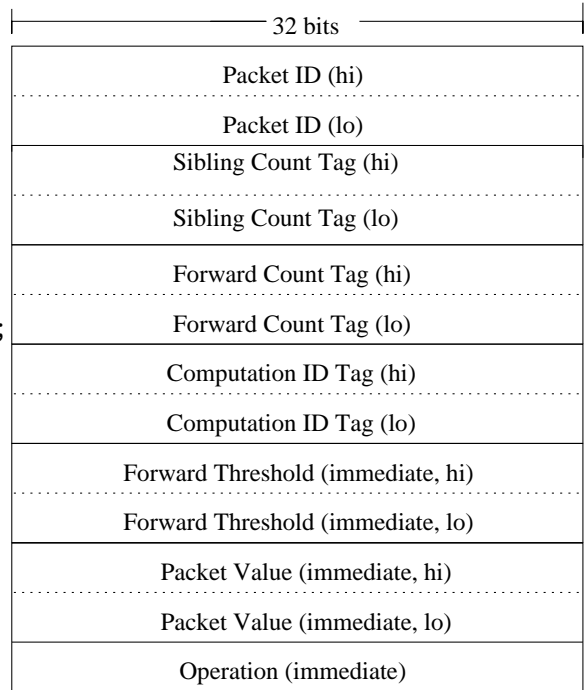 32 bits
Packet ID (hi)
Packet ID (lo)
Sibling Count Tag (hi)
Sibling Count Tag (lo)
Forward Count Tag (hi)
;
Forward Count Tag (lo)
Computation ID Tag (hi)
Computation ID Tag (lo)
Forward Threshold (immediate, hi)
Forward Threshold (immediate, lo)
Packet Value (immediate, hi)
Packet Value (immediate, lo)
Operation (immediate)